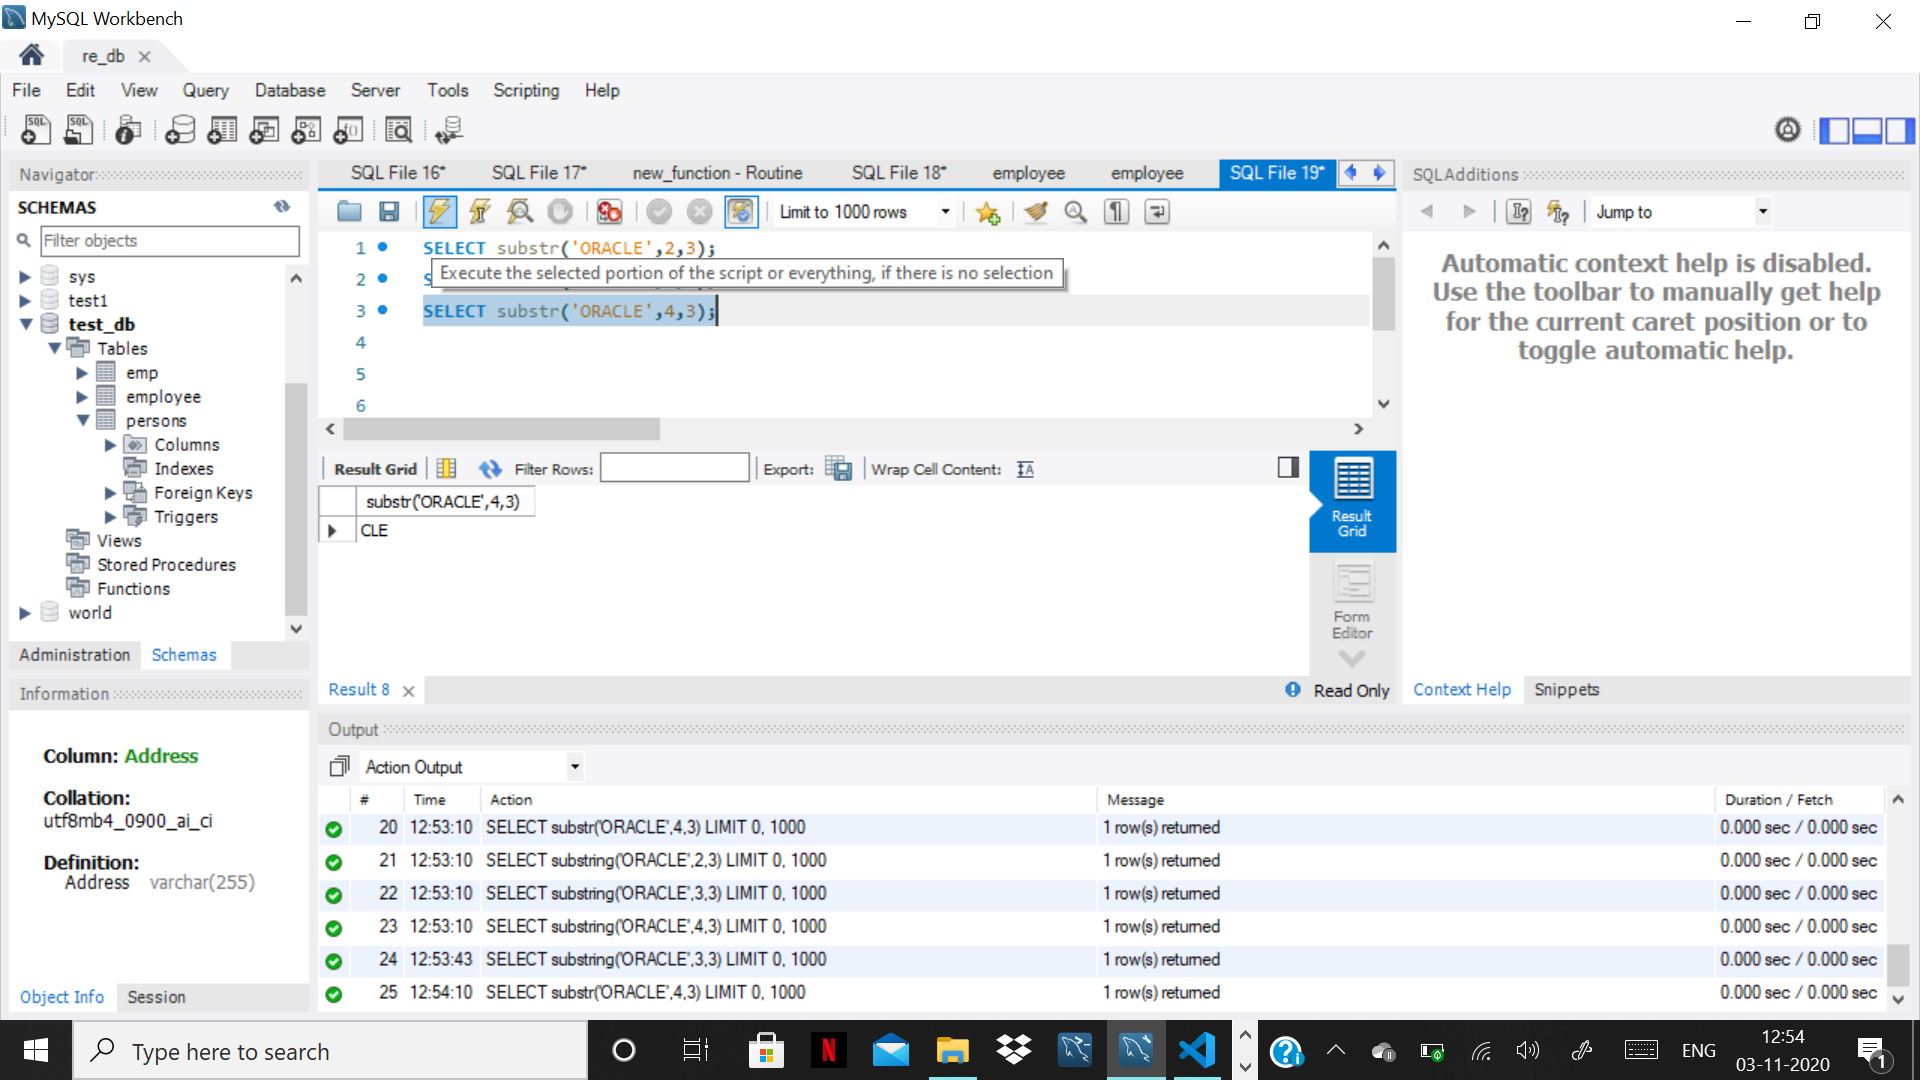 MySQL Workbench
re_db
File Edit View Query Database Server Tools Scripting Help
Navigator
SCHEMAS
Filter objects
sys
test1
test_db
Tables
emp
employee
persons
Columns
Indexes
Foreign Keys
Triggers
Views
Stored Procedures
Functions
world
Administration Schemas
Information
Column: Address
Collation:
utf8mb4_0900_ai_ci
Definition:
Address varchar(255)
Object Info Session
SQL File 16* SQL File 17* new_function - Routine SQL File 18* employee employee SQL File 19*
Limit to 1000 rows
1 SELECT substr('ORACLE',2,3);
Execute the selected portion of the script or everything, if there is no selection
2
3 SELECT substr('ORACLE',4,3);
4
5
6
Result Grid Filter Rows: Export: Wrap Cell Content:
substr('ORACLE',4,3)
CLE
Result Grid
Form Editor
Result 8
Read Only
SQLAdditions
Jump to
Automatic context help is disabled.
Use the toolbar to manually get help
for the current caret position or to
toggle automatic help.
Context Help Snippets
Output
Action Output
# Time Action Message Duration / Fetch
20 12:53:10 SELECT substr('ORACLE',4,3) LIMIT 0, 1000 1 row(s) returned 0.000 sec / 0.000 sec
21 12:53:10 SELECT substring('ORACLE',2,3) LIMIT 0, 1000 1 row(s) returned 0.000 sec / 0.000 sec
22 12:53:10 SELECT substring('ORACLE',3,3) LIMIT 0, 1000 1 row(s) returned 0.000 sec / 0.000 sec
23 12:53:10 SELECT substring('ORACLE',4,3) LIMIT 0, 1000 1 row(s) returned 0.000 sec / 0.000 sec
24 12:53:43 SELECT substring('ORACLE',3,3) LIMIT 0, 1000 1 row(s) returned 0.000 sec / 0.000 sec
25 12:54:10 SELECT substr('ORACLE',4,3) LIMIT 0, 1000 1 row(s) returned 0.000 sec / 0.000 sec
Type here to search
ENG
12:54
03-11-2020
1